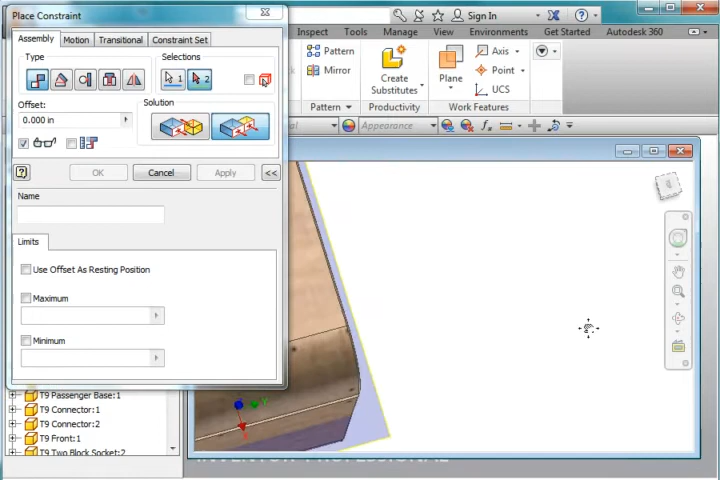 Place Constraint
Sign In
Assembly Motion Transitional Constraint Set
Inspect Tools Manage View Environments Get Started Autodesk 360
Type
Selections
1
2
Pattern
Mirror
Create
Substitutes
Plane
Axis
Point
UCS
Offset:
Solution
0.000 in
Pattern
Productivity
Work Features
Appearance
OK
Cancel
Apply
<<
Name
Limits
Use Offset As Resting Position
Maximum
Minimum
T9 Passenger Base:1
T9 Connector:1
T9 Connector:2
T9 Front:1
T9 Two Block Socket:2